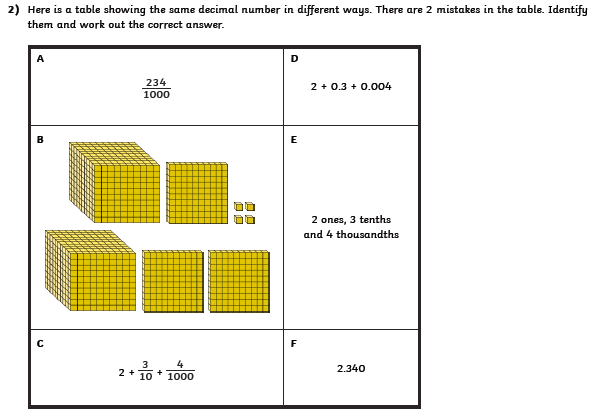 2) Here is a table showing the same decimal number in different ways. There are 2 mistakes in the table. Identify
them and work out the correct answer.
A
234
1000
D
2 + 0.3 + 0.004
B
E
2 ones, 3 tenths
and 4 thousandths
C
2 + 3/10 + 4/1000
F
2.340